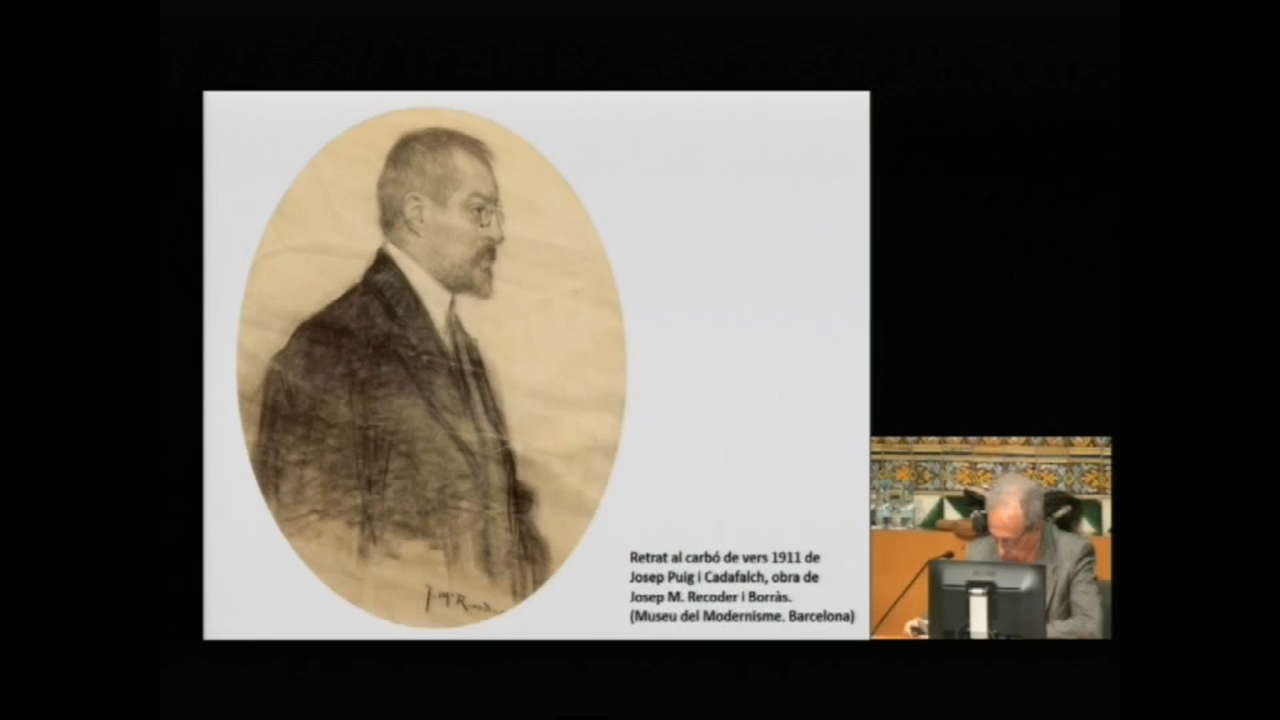 Retrat al carbó de vers 1911 de
Josep Puig i Cadafalch, obra de
Josep M. Recoder i Borràs.
(Museu del Modernisme. Barcelona)